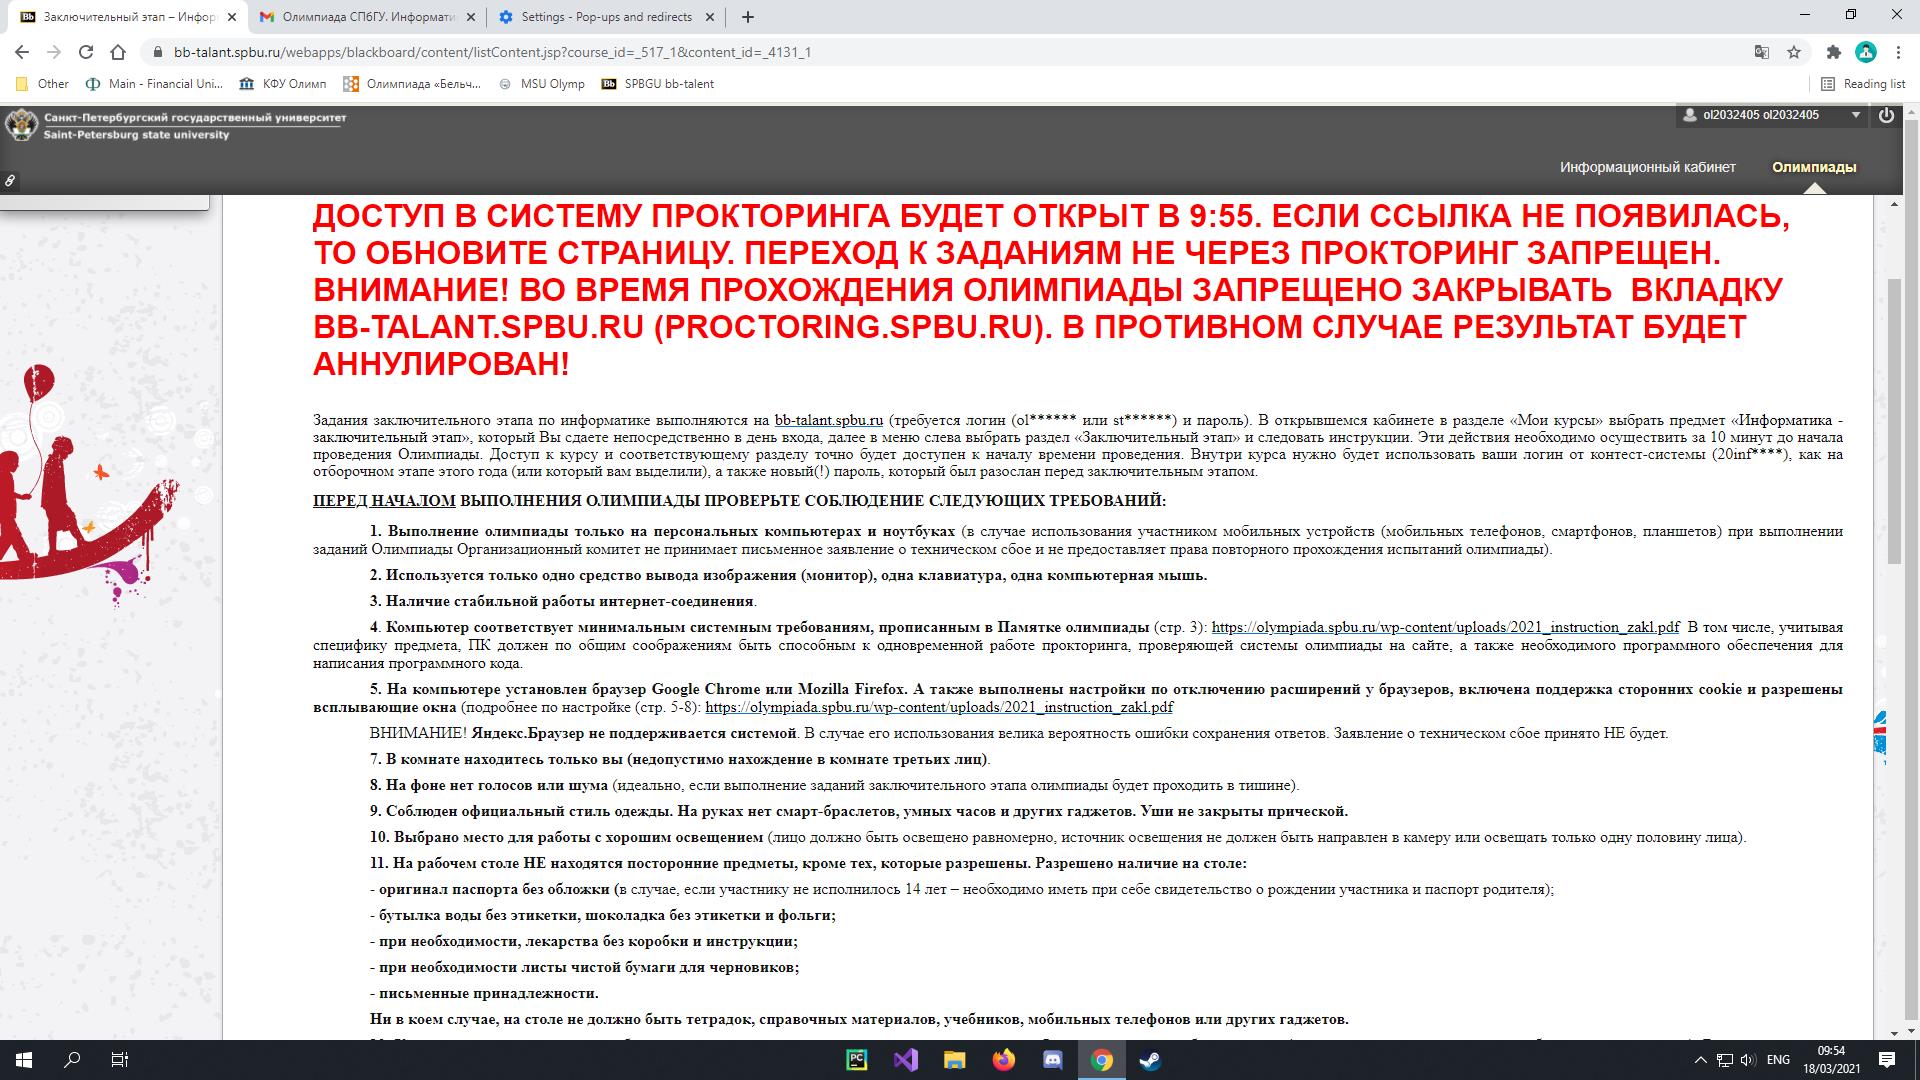 Заключительный этап – Инфор
Олимпиада СПбГУ. Информати
Settings - Pop-ups and redirects
bb-talant.spbu.ru/webapps/blackboard/content/listContent.jsp?course_id=_517_1&content_id=_4131_1
Other
Main - Financial Uni...
КФУ Олимп
Олимпиада «Бельч...
MSU Olymp
Bb
SPBGU bb-talent
Reading list
Санкт-Петербургский государственный университет
Saint-Petersburg state university
ol2032405 ol2032405
Информационный кабинет
Олимпиады
ДОСТУП В СИСТЕМУ ПРОКТОРИНГА БУДЕТ ОТКРЫТ В 9:55. ЕСЛИ ССЫЛКА НЕ ПОЯВИЛАСЬ,
ТО ОБНОВИТЕ СТРАНИЦУ. ПЕРЕХОД К ЗАДАНИЯМ НЕ ЧЕРЕЗ ПРОКТОРИНГ ЗАПРЕЩЕН.
ВНИМАНИЕ! ВО ВРЕМЯ ПРОХОЖДЕНИЯ ОЛИМПИАДЫ ЗАПРЕЩЕНО ЗАКРЫВАТЬ ВКЛАДКУ
BB-TALANT.SPBU.RU (PROCTORING.SPBU.RU). В ПРОТИВНОМ СЛУЧАЕ РЕЗУЛЬТАТ БУДЕТ
АННУЛИРОВАН!
Задания заключительного этапа по информатике выполняются на bb-talant.spbu.ru (требуется логин (ol****** или st******) и пароль). В открывшемся кабинете в разделе «Мои курсы» выбрать предмет «Информатика -
заключительный этап», который Вы сдаете непосредственно в день входа, далее в меню слева выбрать раздел «Заключительный этап» и следовать инструкции. Эти действия необходимо осуществить за 10 минут до начала
проведения Олимпиады. Доступ к курсу и соответствующему разделу точно будет доступен к началу времени проведения. Внутри курса нужно будет использовать ваши логин от контест-системы (20inf****), как на
отборочном этапе этого года (или который вам выделили), а также новый(!) пароль, который был разослан перед заключительным этапом.
ПЕРЕД НАЧАЛОМ ВЫПОЛНЕНИЯ ОЛИМПИАДЫ ПРОВЕРЬТЕ СОБЛЮДЕНИЕ СЛЕДУЮЩИХ ТРЕБОВАНИЙ:
1. Выполнение олимпиады только на персональных компьютерах и ноутбуках (в случае использования участником мобильных устройств (мобильных телефонов, смартфонов, планшетов) при выполнении
заданий Олимпиады Организационный комитет не принимает письменное заявление о техническом сбое и не предоставляет права повторного прохождения испытаний олимпиады).
2. Используется только одно средство вывода изображения (монитор), одна клавиатура, одна компьютерная мышь.
3. Наличие стабильной работы интернет-соединения.
4. Компьютер соответствует минимальным системным требованиям, прописанным в Памятке олимпиады (стр. 3): https://olympiada.spbu.ru/wp-content/uploads/2021_instruction_zakl.pdf В том числе, учитывая
специфику предмета, ПК должен по общим соображениям быть способным к одновременной работе прокторинга, проверяющей системы олимпиады на сайте, а также необходимого программного обеспечения для
написания программного кода.
5. На компьютере установлен браузер Google Chrome или Mozilla Firefox. А также выполнены настройки по отключению расширений у браузеров, включена поддержка сторонних cookie и разрешены
всплывающие окна (подробнее по настройке (стр. 5-8): https://olympiada.spbu.ru/wp-content/uploads/2021_instruction_zakl.pdf
ВНИМАНИЕ! Яндекс.Браузер не поддерживается системой. В случае его использования велика вероятность ошибки сохранения ответов. Заявление о техническом сбое принято НЕ будет.
7. В комнате находитесь только вы (недопустимо нахождение в комнате третьих лиц).
8. На фоне нет голосов или шума (идеально, если выполнение заданий заключительного этапа олимпиады будет проходить в тишине).
9. Соблюден официальный стиль одежды. На руках нет смарт-браслетов, умных часов и других гаджетов. Уши не закрыты прической.
10. Выбрано место для работы с хорошим освещением (лицо должно быть освещено равномерно, источник освещения не должен быть направлен в камеру или освещать только одну половину лица).
11. На рабочем столе НЕ находятся посторонние предметы, кроме тех, которые разрешены. Разрешено наличие на столе:
- оригинал паспорта без обложки (в случае, если участнику не исполнилось 14 лет – необходимо иметь при себе свидетельство о рождении участника и паспорт родителя);
- бутылка воды без этикетки, шоколадка без этикетки и фольги;
- при необходимости, лекарства без коробки и инструкции;
- при необходимости листы чистой бумаги для черновиков;
- письменные принадлежности.
Ни в коем случае, на столе не должно быть тетрадок, справочных материалов, учебников, мобильных телефонов или других гаджетов.
ENG
09:54
18/03/2021